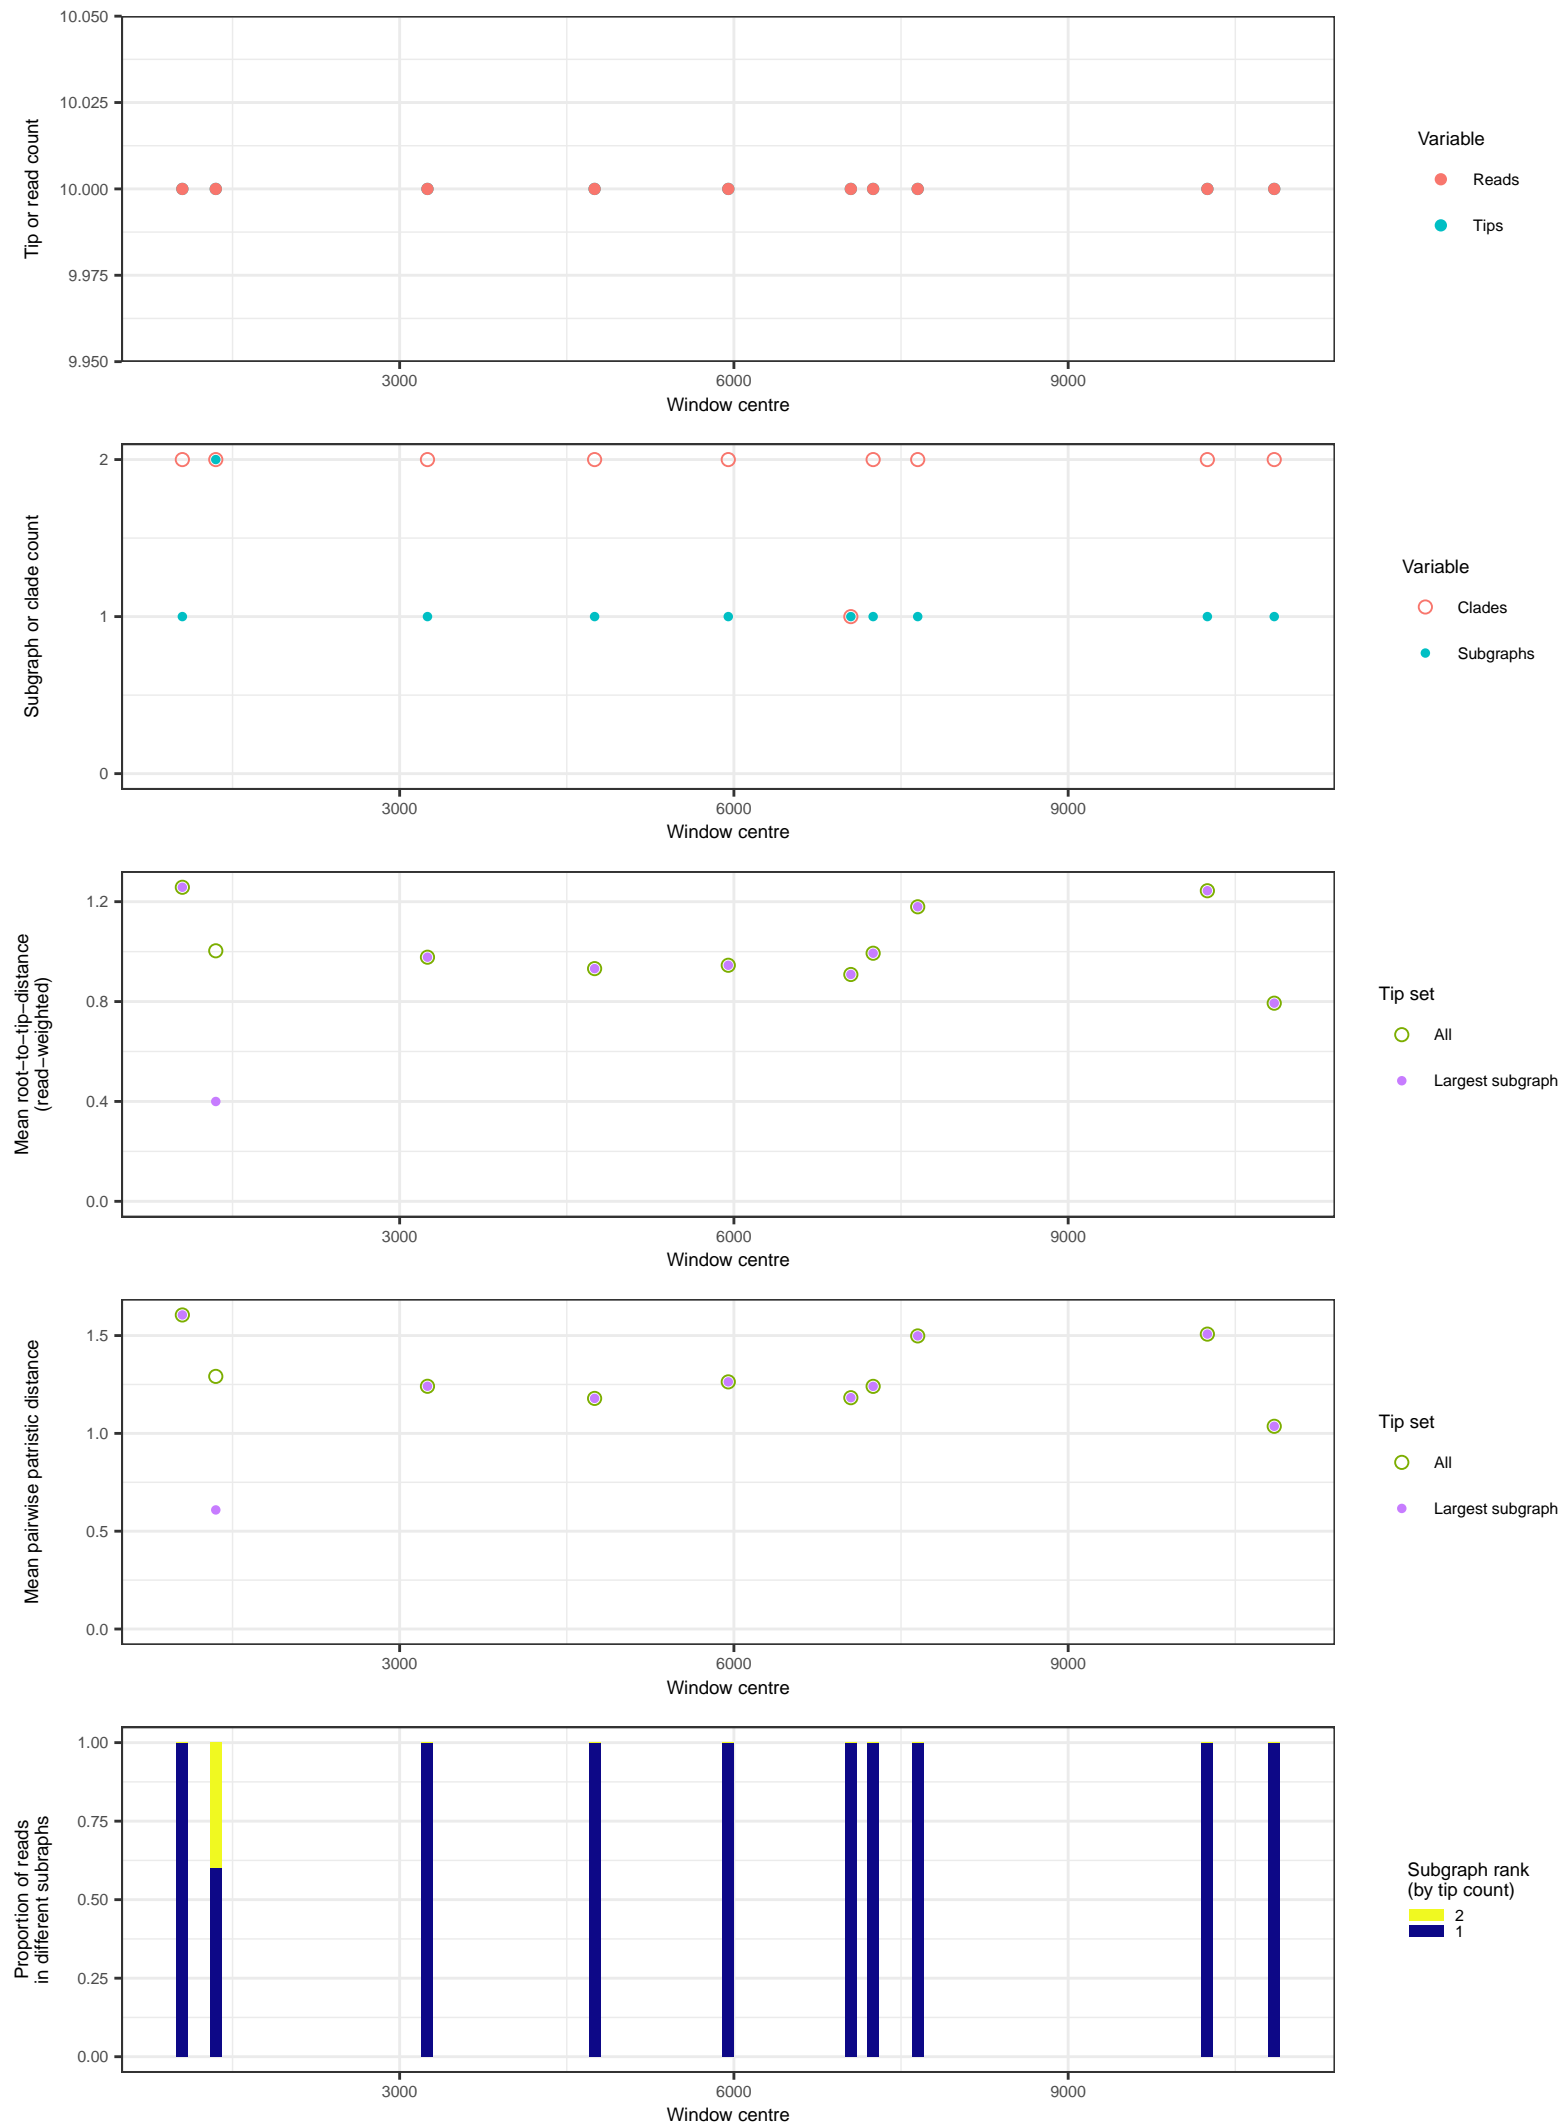 10.050
10.025
10.000
9.975
9.950
Tip or read count
3000
6000
9000
Window centre
Variable
Reads
Tips
2
1
0
Subgraph or clade count
3000
6000
9000
Window centre
Variable
Clades
Subgraphs
1.2
0.8
0.4
0.0
Mean root−to−tip−distance
(read−weighted)
3000
6000
9000
Window centre
Tip set
All
Largest subgraph
1.5
1.0
0.5
0.0
Mean pairwise patristic distance
3000
6000
9000
Window centre
Tip set
All
Largest subgraph
1.00
0.75
0.50
0.25
0.00
Proportion of reads
in different subraphs
3000
6000
9000
Window centre
Subgraph rank
(by tip count)
2
1